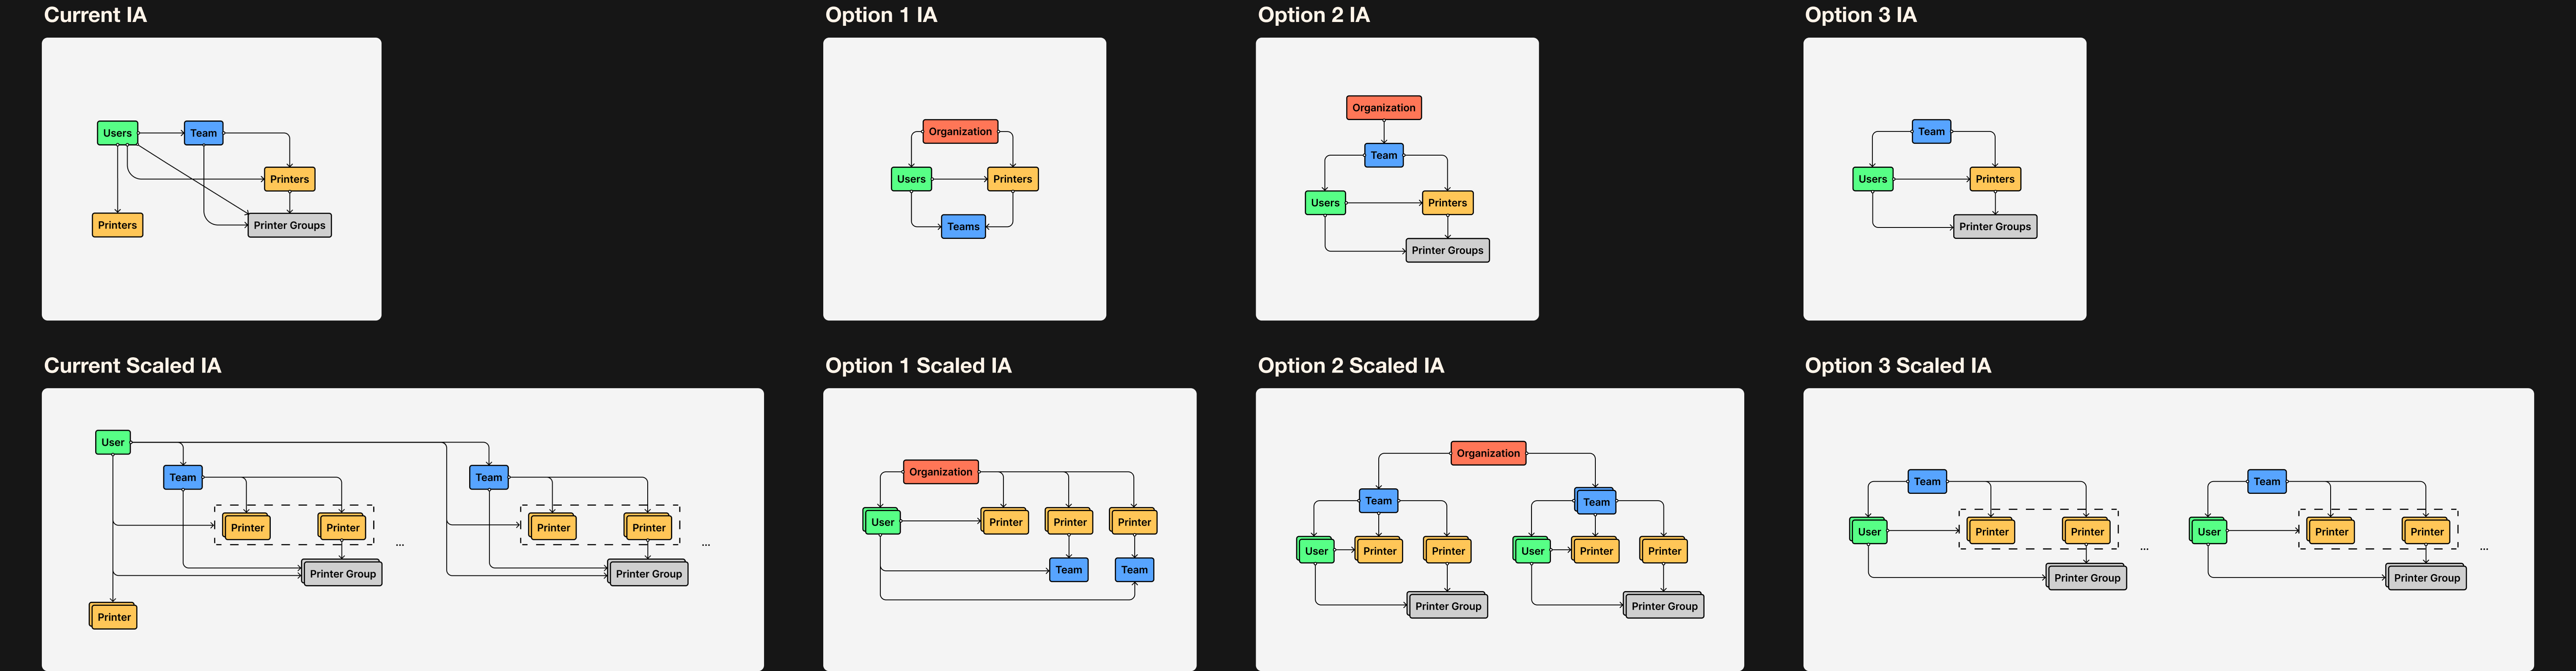 Current IA
Option 1 IA
Option 2 IA
Option 3 IA
Users
Team
Printers
Printers
Printer Groups
Organization
Users
Printers
Teams
Organization
Team
Users
Printers
Printer Groups
Team
Users
Printers
Printer Groups
Current Scaled IA
Option 1 Scaled IA
Option 2 Scaled IA
Option 3 Scaled IA
User
Team
Team
Printer
Printer
...
Printer
Printer
...
Printer Group
Printer Group
Printer
Organization
User
Printer
Printer
Printer
Team
Team
Organization
Team
Team
User
Printer
Printer
User
Printer
Printer
Printer Group
Printer Group
Team
Team
User
Printer
Printer
...
User
Printer
Printer
...
Printer Group
Printer Group